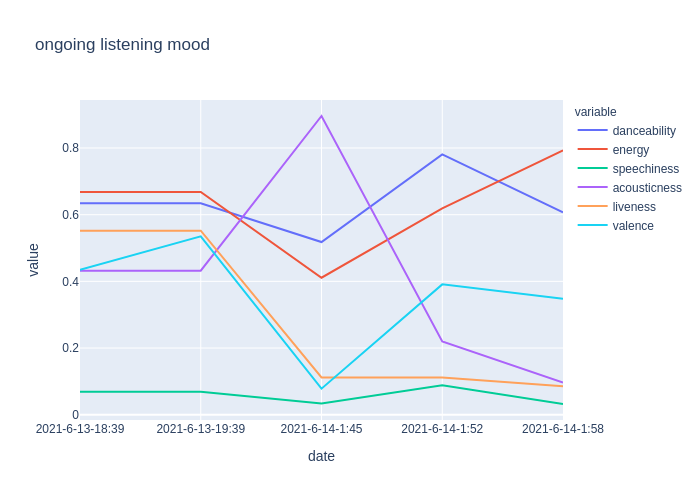 ongoing listening mood
variable
danceability
energy
speechiness
acousticness
liveness
valence
value
0.8
0.6
0.4
0.2
0
2021-6-13-18:39
2021-6-13-19:39
2021-6-14-1:45
2021-6-14-1:52
2021-6-14-1:58
date